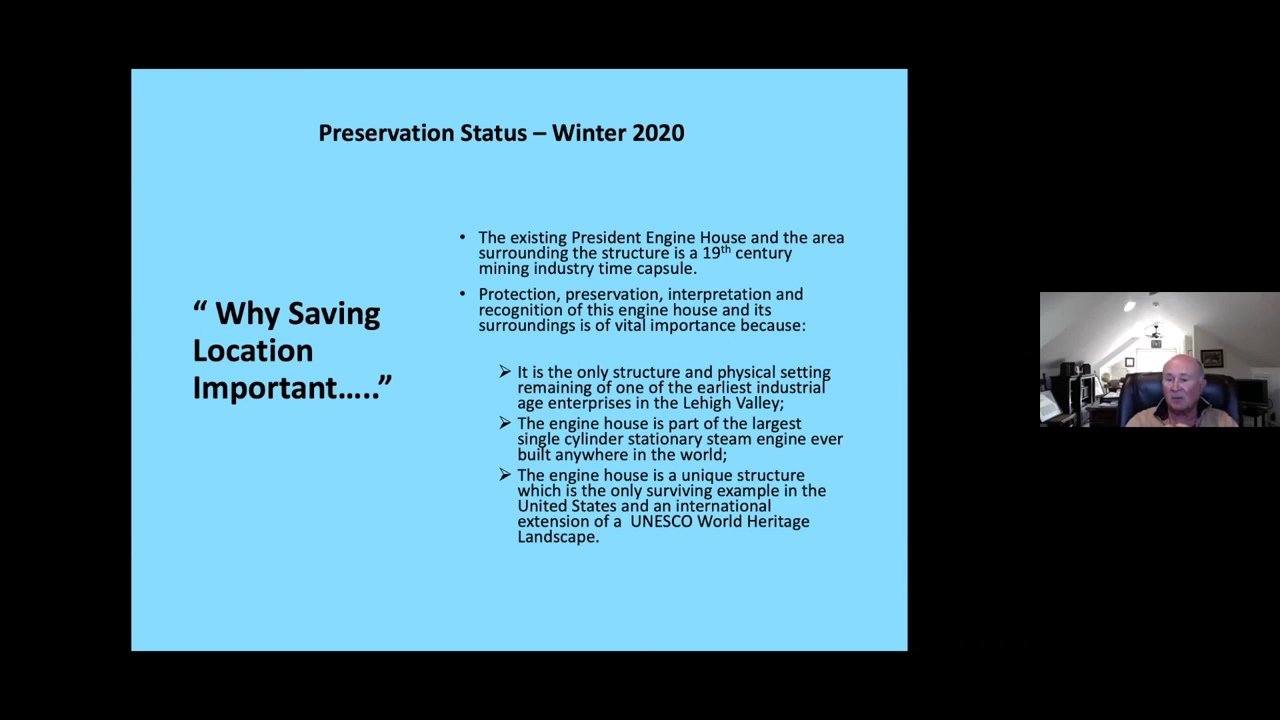 Preservation Status – Winter 2020
“ Why Saving
Location
Important…..”
• The existing President Engine House and the area
surrounding the structure is a 19th century
mining industry time capsule.
• Protection, preservation, interpretation and
recognition of this engine house and its
surroundings is of vital importance because:
➢ It is the only structure and physical setting
remaining of one of the earliest industrial
age enterprises in the Lehigh Valley;
➢ The engine house is part of the largest
single cylinder stationary steam engine ever
built anywhere in the world;
➢ The engine house is a unique structure
which is the only surviving example in the
United States and an international
extension of a  UNESCO World Heritage
Landscape.